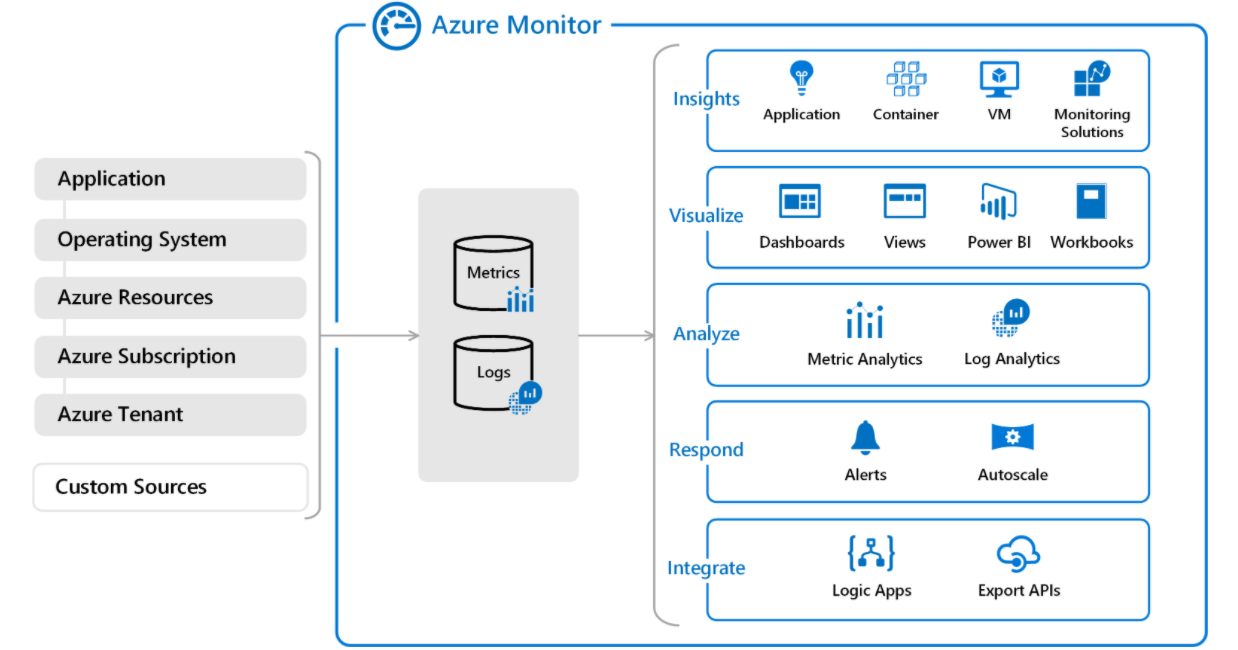 Azure Monitor
Application
Operating System
Azure Resources
Azure Subscription
Azure Tenant
Custom Sources
Metrics
Logs
Insights
Application
Container
VM
Monitoring
Solutions
Visualize
Dashboards
Views
Power BI
Workbooks
Analyze
Metric Analytics
Log Analytics
Respond
Alerts
Autoscale
Integrate
Logic Apps
Export APIs